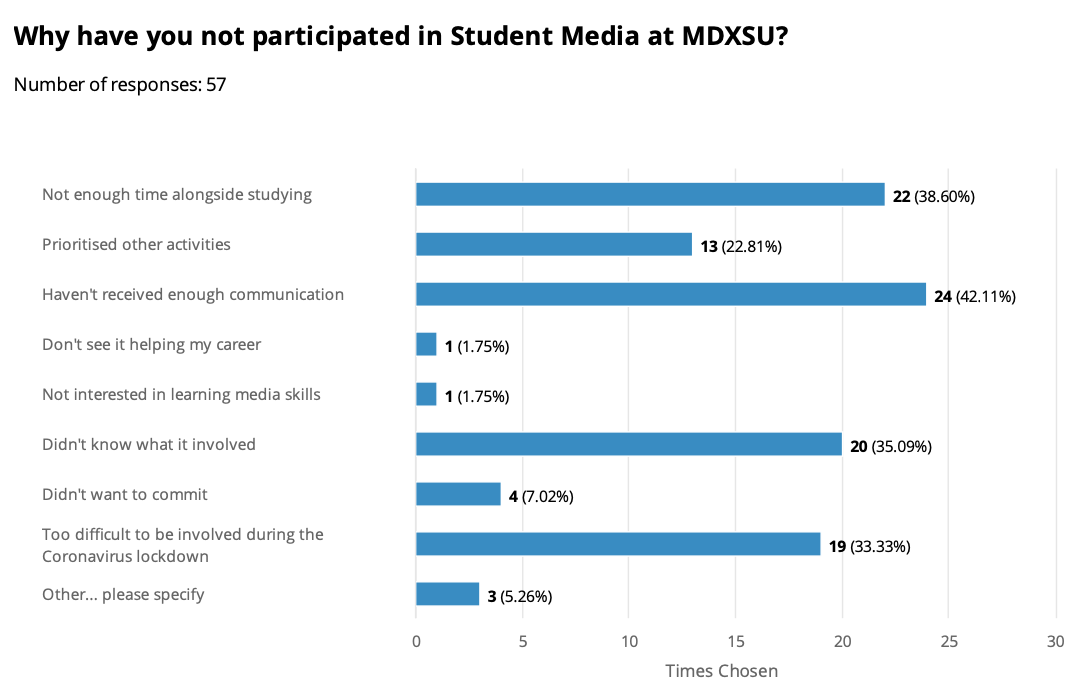 Why have you not participated in Student Media at MDXSU?
Number of responses: 57
Not enough time alongside studying
22 (38.60%)
Prioritised other activities
13 (22.81%)
Haven't received enough communication
24 (42.11%)
Don't see it helping my career
1 (1.75%)
Not interested in learning media skills
1 (1.75%)
Didn't know what it involved
20 (35.09%)
Didn't want to commit
4 (7.02%)
Too difficult to be involved during the
Coronavirus lockdown
19 (33.33%)
Other... please specify
3 (5.26%)
0 5 10 15 20 25 30
Times Chosen